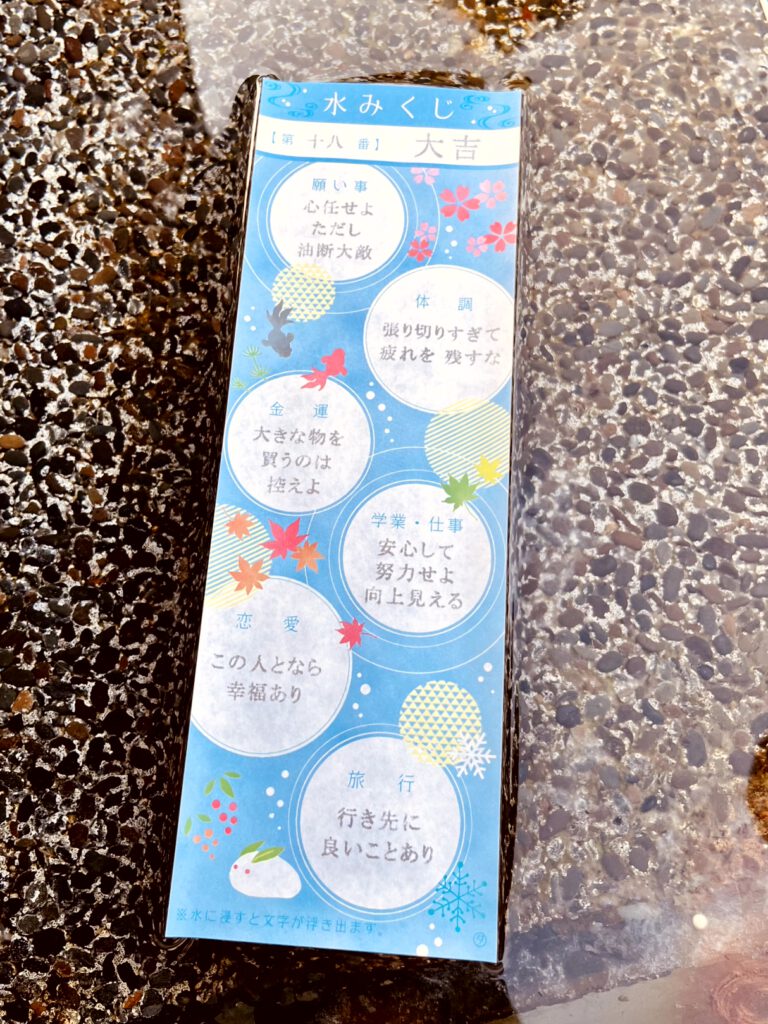 水みくじ
【第 十八 番】 大吉
願い事
心任せよ
ただし
油断大敵
体 調
張り切りすぎて
疲れを 残すな
金 運
大きな物を
買うのは
控えよ
学業・仕事
安心して
努力せよ
向上見える
恋 愛
この人となら
幸福あり
旅 行
行き先に
良いことあり
※水に浸すと文字が浮き出ます。